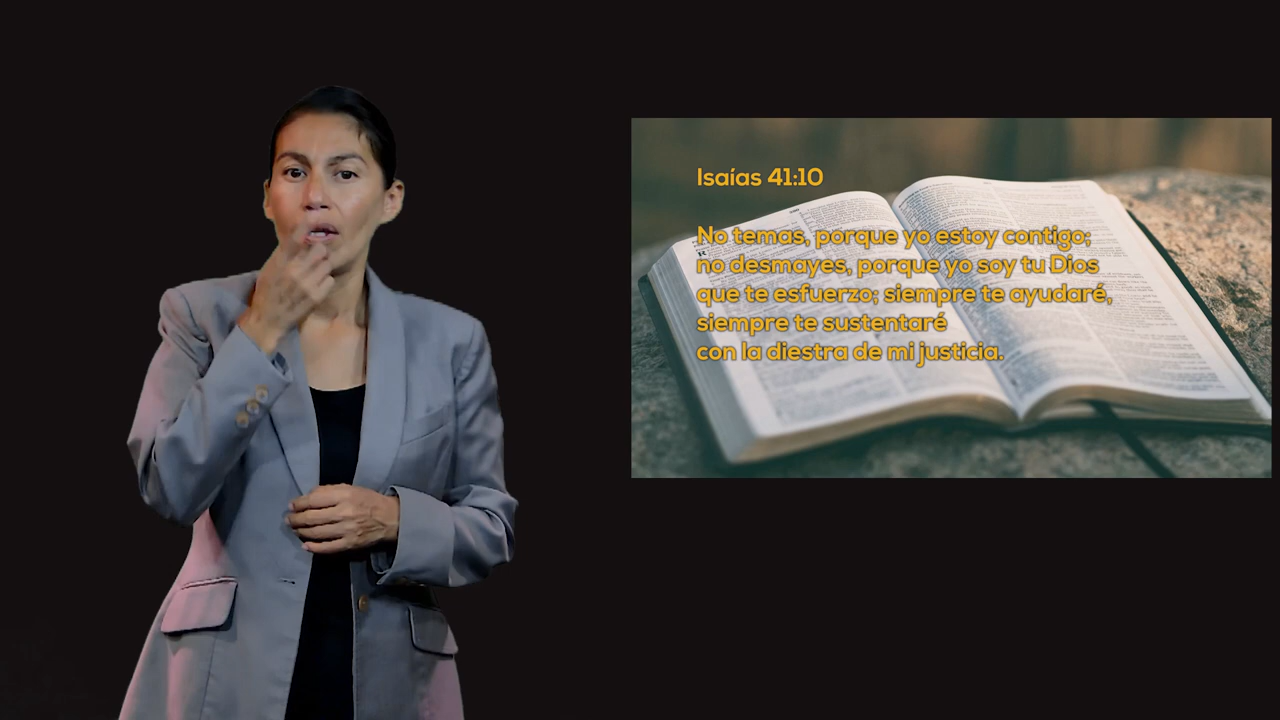 Isaías 41:10
No temas, porque yo estoy contigo;
no desmayes, porque yo soy tu Dios
que te esfuerzo; siempre te ayudaré,
siempre te sustentaré
con la diestra de mi justicia.